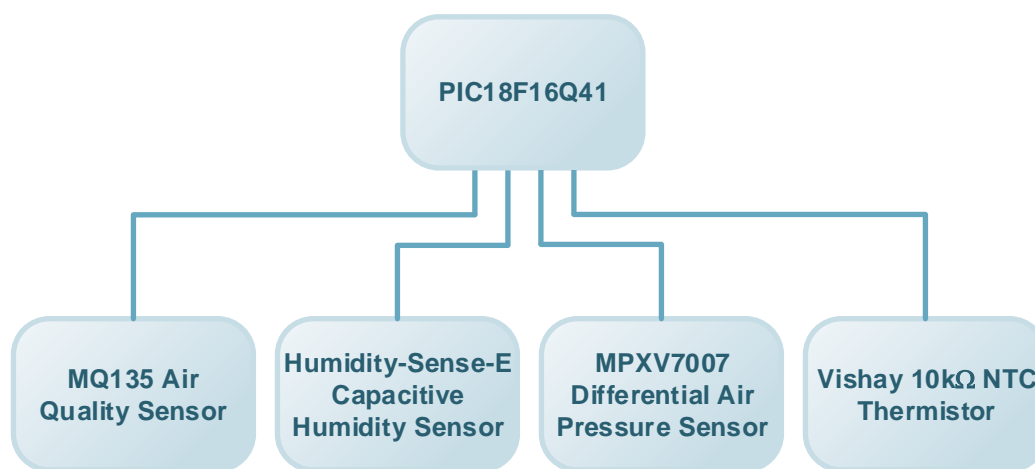 PIC18F16Q41
MQ135 Air
Quality Sensor
Humidity-Sense-E
Capacitive
Humidity Sensor
MPXV7007
Differential Air
Pressure Sensor
Vishay 10kΩ NTC
Thermistor